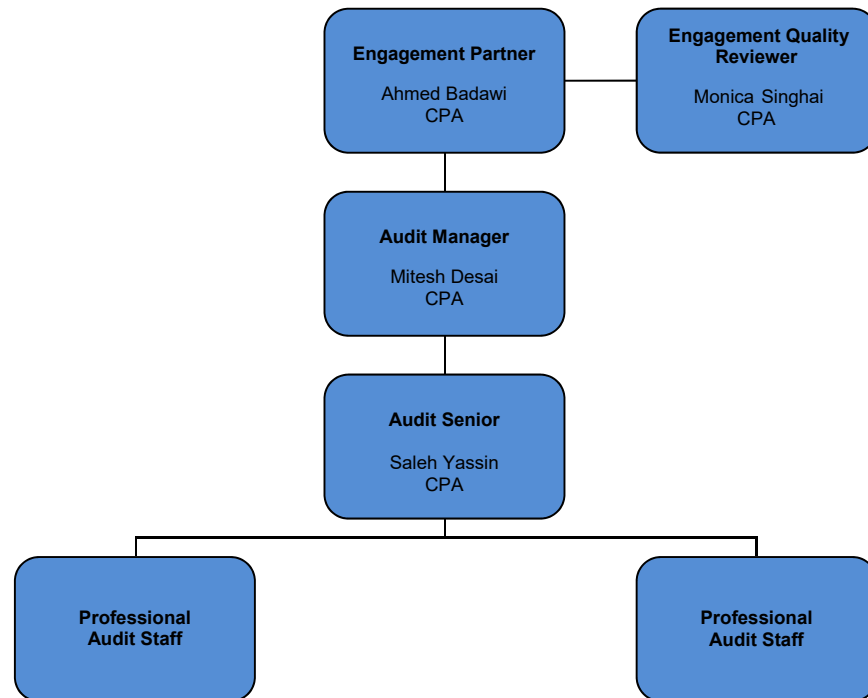 Engagement Partner
Ahmed Badawi
CPA
Engagement Quality
Reviewer
Monica Singhai
CPA
Audit Manager
Mitesh Desai
CPA
Audit Senior
Saleh Yassin
CPA
Professional
Audit Staff
Professional
Audit Staff